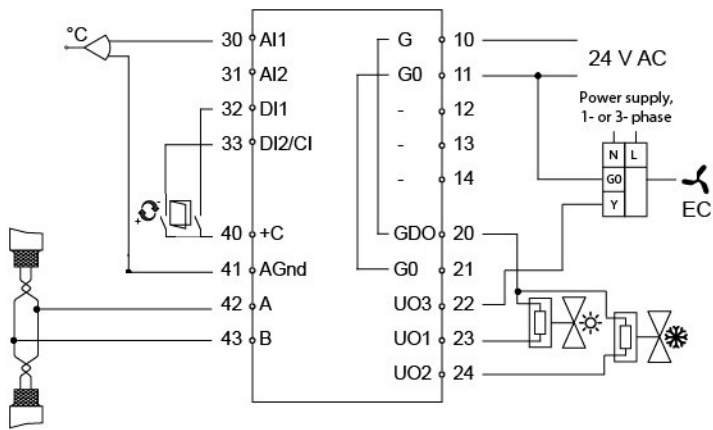 °C
30 AI1
31 AI2
32 DI1
33 DI2/CI
+ -
40 +C
41 AGnd
42 A
43 B
G 10
G0 11
- 12
- 13
- 14
GDO 20
G0 21
UO3 22
UO1 23
UO2 24
24 V AC
Power supply,
1- or 3- phase
N L
G0
Y
EC